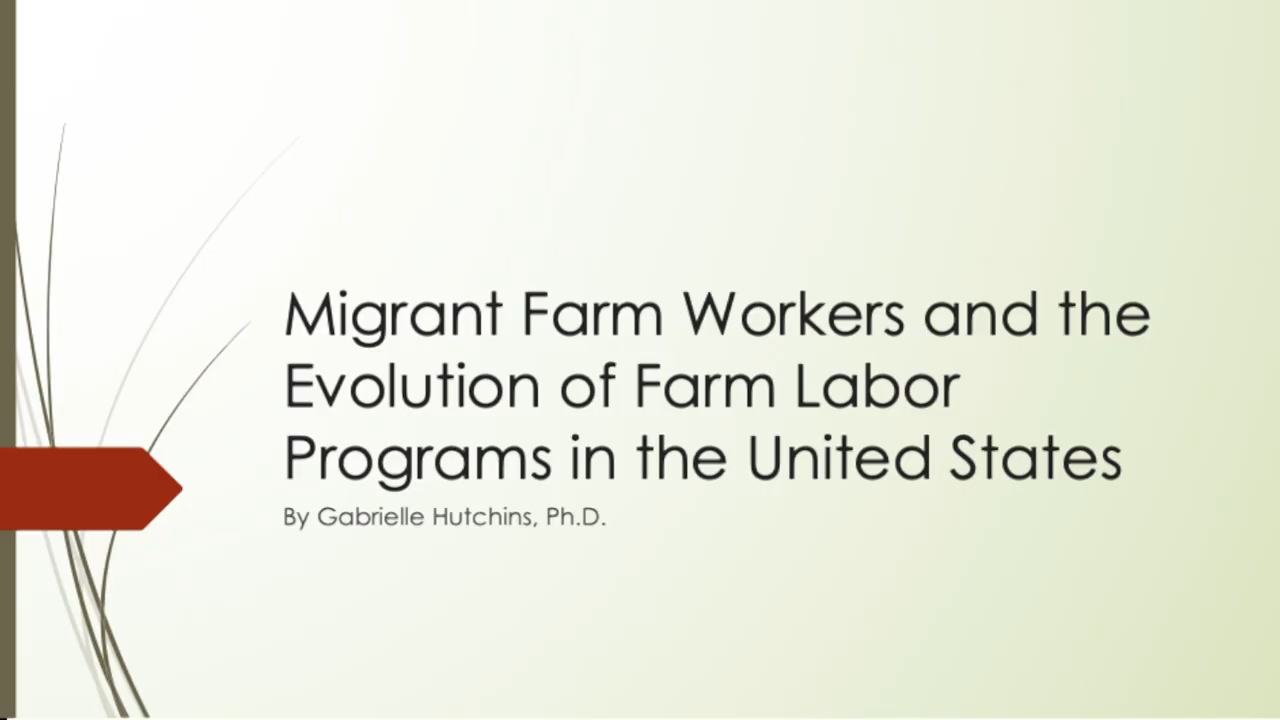 Migrant Farm Workers and the
Evolution of Farm Labor
Programs in the United States
By Gabrielle Hutchins, Ph.D.